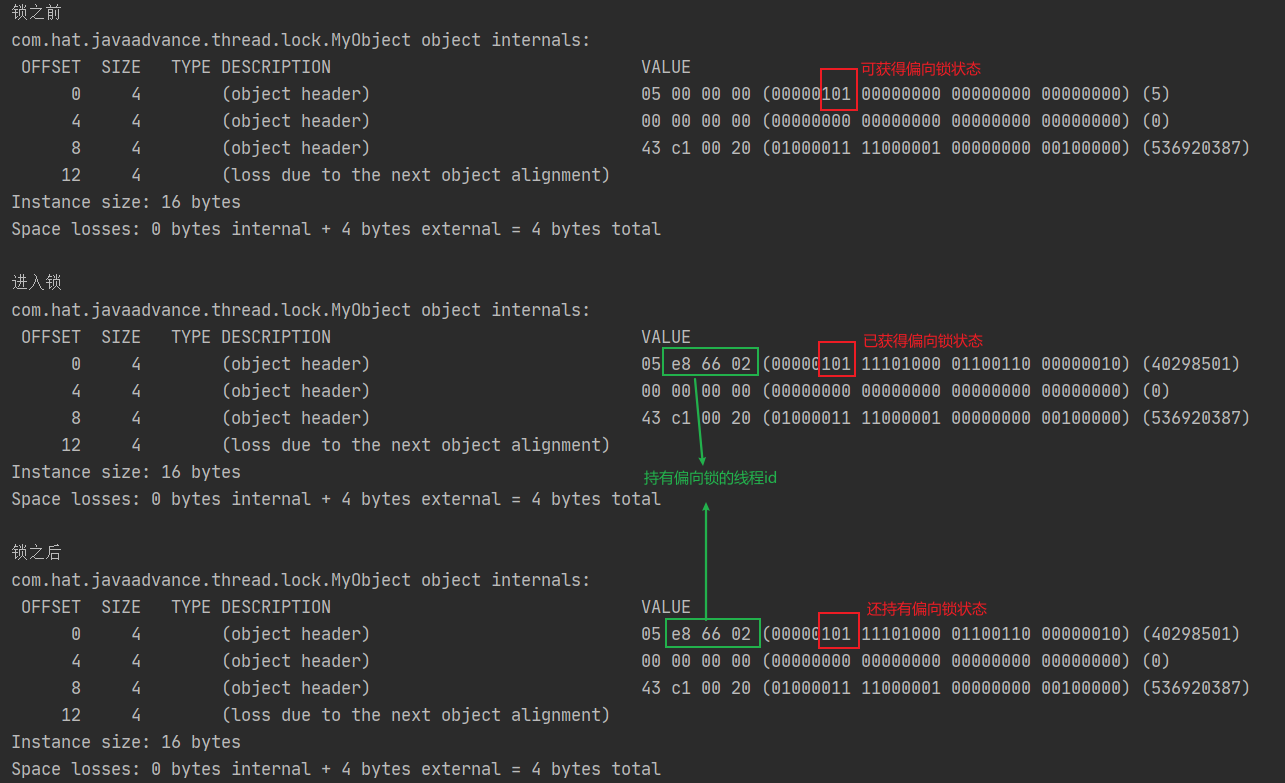 锁之前
com.hat.javaadvance.thread.lock.MyObject object internals:
OFFSET SIZE TYPE DESCRIPTION VALUE 可获得偏向锁状态
0 4 (object header) 05 00 00 00 (00000101 00000000 00000000 00000000) (5)
4 4 (object header) 00 00 00 00 (00000000 00000000 00000000 00000000) (0)
8 4 (object header) 43 c1 00 20 (01000011 11000001 00000000 00100000) (536920387)
12 4 (loss due to the next object alignment)
Instance size: 16 bytes
Space losses: 0 bytes internal + 4 bytes external = 4 bytes total
进入锁
com.hat.javaadvance.thread.lock.MyObject object internals:
OFFSET SIZE TYPE DESCRIPTION VALUE 已获得偏向锁状态
0 4 (object header) 05 e8 66 02 (00000101 11101000 01100110 00000010) (40298501)
4 4 (object header) 00 00 00 00 (00000000 00000000 00000000 00000000) (0)
8 4 (object header) 43 c1 00 20 (01000011 11000001 00000000 00100000) (536920387)
12 4 (loss due to the next object alignment)
Instance size: 16 bytes 持有偏向锁的线程id
Space losses: 0 bytes internal + 4 bytes external = 4 bytes total
锁之后
com.hat.javaadvance.thread.lock.MyObject object internals:
OFFSET SIZE TYPE DESCRIPTION VALUE 还持有偏向锁状态
0 4 (object header) 05 e8 66 02 (00000101 11101000 01100110 00000010) (40298501)
4 4 (object header) 00 00 00 00 (00000000 00000000 00000000 00000000) (0)
8 4 (object header) 43 c1 00 20 (01000011 11000001 00000000 00100000) (536920387)
12 4 (loss due to the next object alignment)
Instance size: 16 bytes
Space losses: 0 bytes internal + 4 bytes external = 4 bytes total